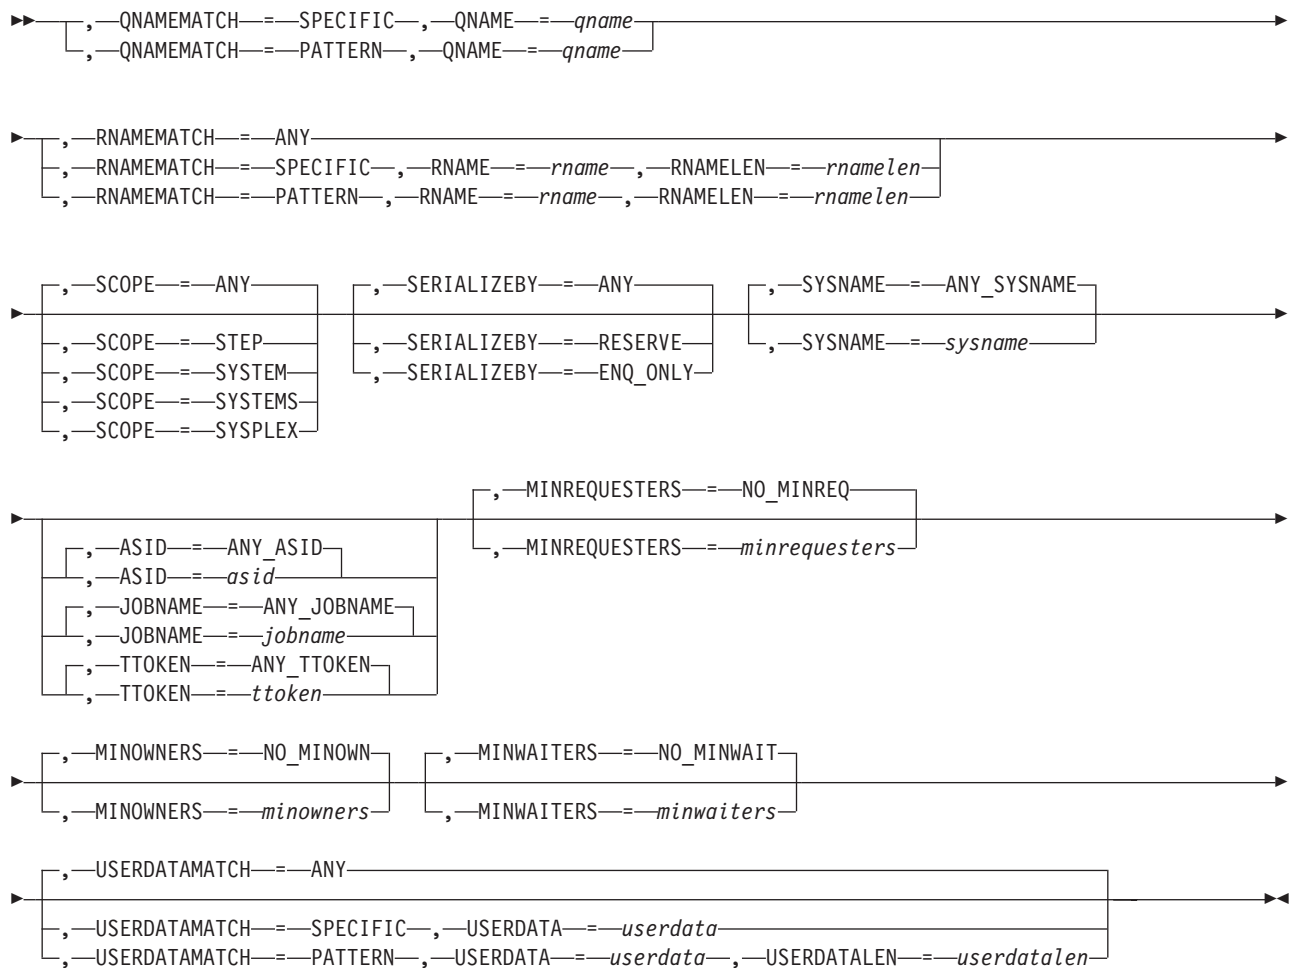 ,—QNAMEMATCH—=—SPECIFIC—,—QNAME—=—qname
,—QNAMEMATCH—=—PATTERN—,—QNAME—=—qname
,—RNAMEMATCH—=—ANY
,—RNAMEMATCH—=—SPECIFIC—,—RNAME—=—rname—,—RNAMELEN—=—rnamelen
,—RNAMEMATCH—=—PATTERN—,—RNAME—=—rname—,—RNAMELEN—=—rnamelen
,—SCOPE—=—ANY ,—SERIALIZEBY—=—ANY ,—SYSNAME—=—ANY_SYSNAME
,—SCOPE—=—STEP ,—SERIALIZEBY—=—RESERVE ,—SYSNAME—=—sysname
,—SCOPE—=—SYSTEM ,—SERIALIZEBY—=—ENQ_ONLY
,—SCOPE—=—SYSTEMS
,—SCOPE—=—SYSPLEX
,—MINREQUESTERS—=—NO_MINREQ
,—ASID—=—ANY_ASID ,—MINREQUESTERS—=—minrequesters
,—ASID—=—asid
,—JOBNAME—=—ANY_JOBNAME
,—JOBNAME—=—jobname
,—TTOKEN—=—ANY_TTOKEN
,—TTOKEN—=—ttoken
,—MINOWNERS—=—NO_MINOWN ,—MINWAITERS—=—NO_MINWAIT
,—MINOWNERS—=—minowners ,—MINWAITERS—=—minwaiters
,—USERDATAMATCH—=—ANY
,—USERDATAMATCH—=—SPECIFIC—,—USERDATA—=—userdata
,—USERDATAMATCH—=—PATTERN—,—USERDATA—=—userdata—,—USERDATALEN—=—userdatalen